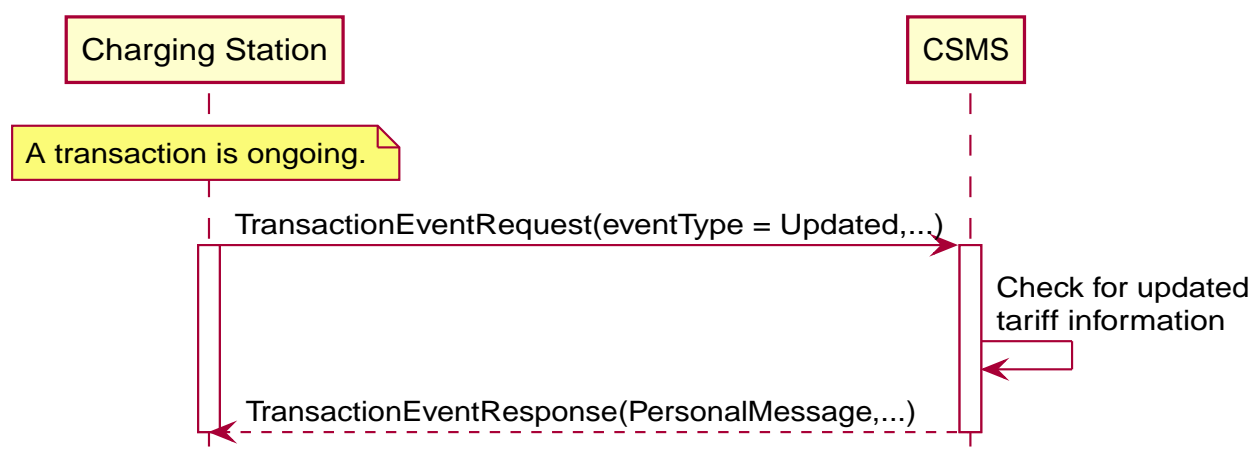 Charging Station
CSMS
A transaction is ongoing.
TransactionEventRequest(eventType = Updated,...)
Check for updated
tariff information
TransactionEventResponse(PersonalMessage,...)